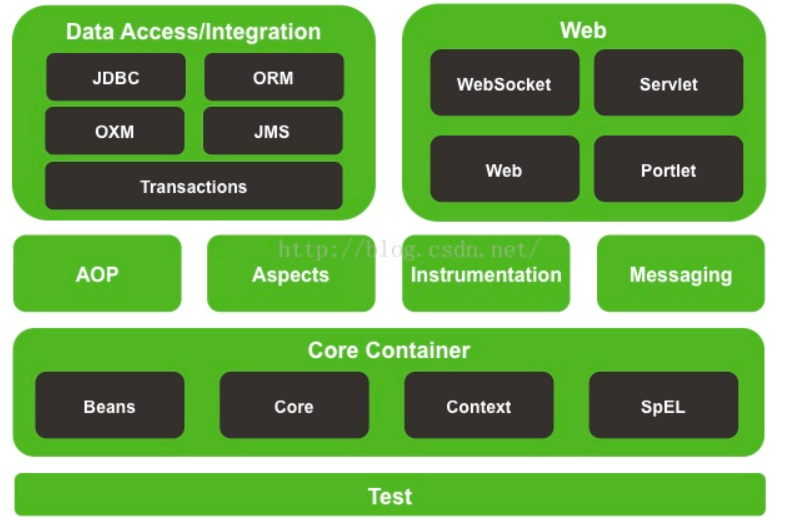 Data Access/Integration
JDBC
ORM
OXM
JMS
Transactions
Web
WebSocket
Servlet
Web
Portlet
http://blog.csdn.net/
AOP
Aspects
Instrumentation
Messaging
Core Container
Beans
Core
Context
SpEL
Test